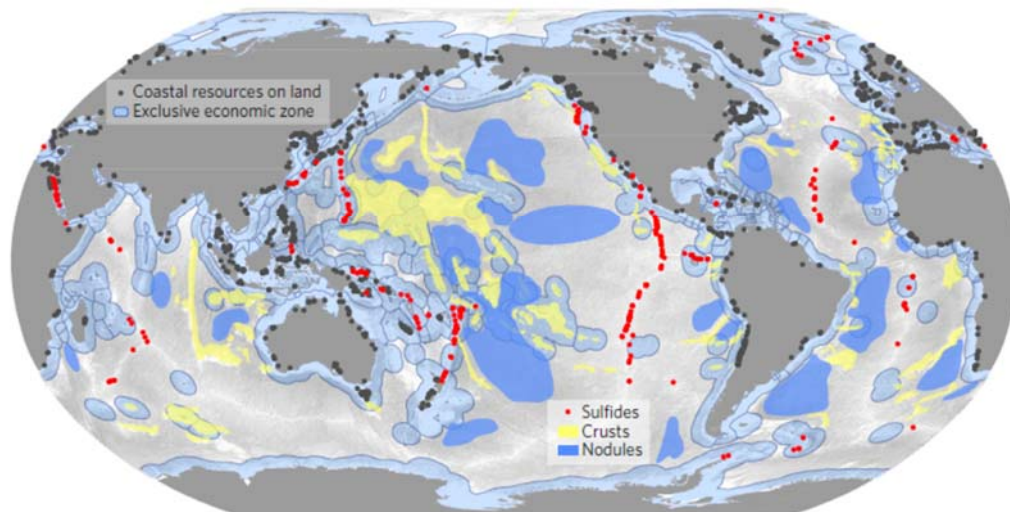 Coastal resources on land
Exclusive economic zone
Sulfides
Crusts
Nodules